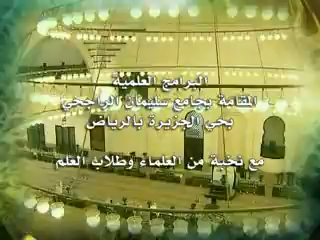 البرامج العلمية
المقامة بجامع سليمان الراجحي
بحي الجزيرة بالرياض
مع نخبة من العلماء وطلاب العلم